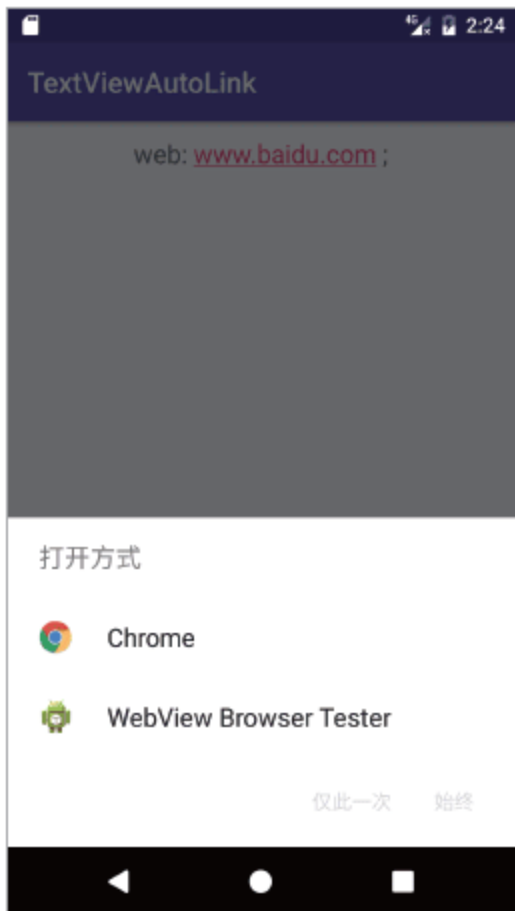 4G 2:24
TextViewAutoLink
web: www.baidu.com ;
打开方式
Chrome
WebView Browser Tester
仅此一次 始终